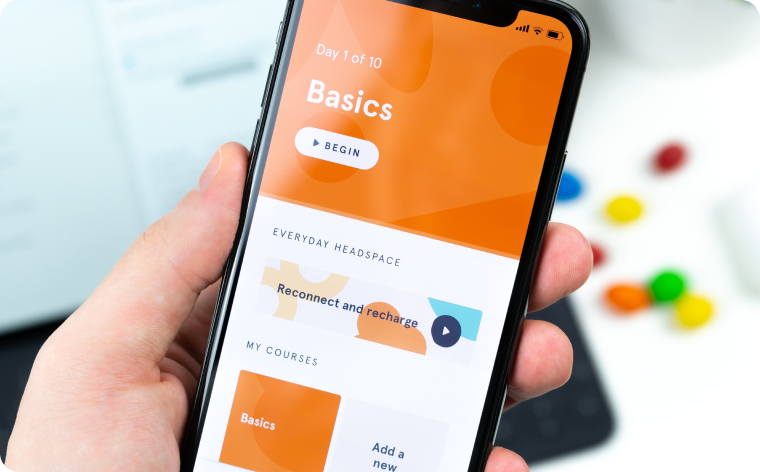 Day 1 of 10
Basics
BEGIN
EVERYDAY HEADSPACE
Reconnect and recharge
MY COURSES
Basics
Add a
new